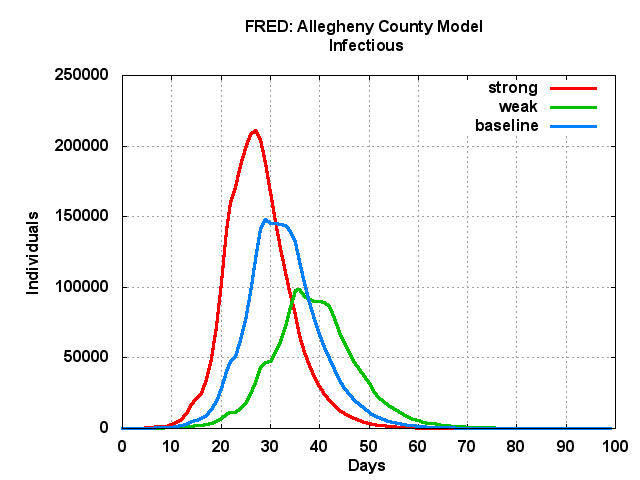 FRED: Allegheny County Model
Infectious
250000
200000
150000
100000
50000
0
Individuals
strong
weak
baseline
0 10 20 30 40 50 60 70 80 90 100
Days